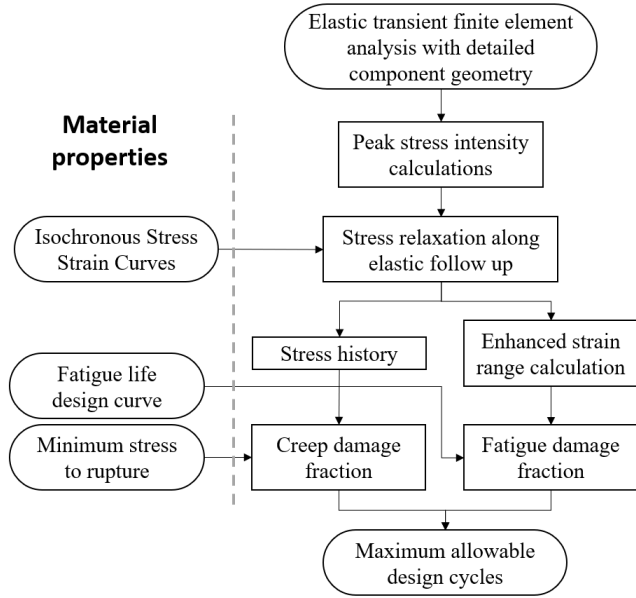 Elastic transient finite element
analysis with detailed
component geometry
Material
properties
Peak stress intensity
calculations
Isochronous Stress
Strain Curves
Stress relaxation along
elastic follow up
Stress history
Enhanced strain
range calculation
Fatigue life
design curve
Minimum stress
to rupture
Creep damage
fraction
Fatigue damage
fraction
Maximum allowable
design cycles